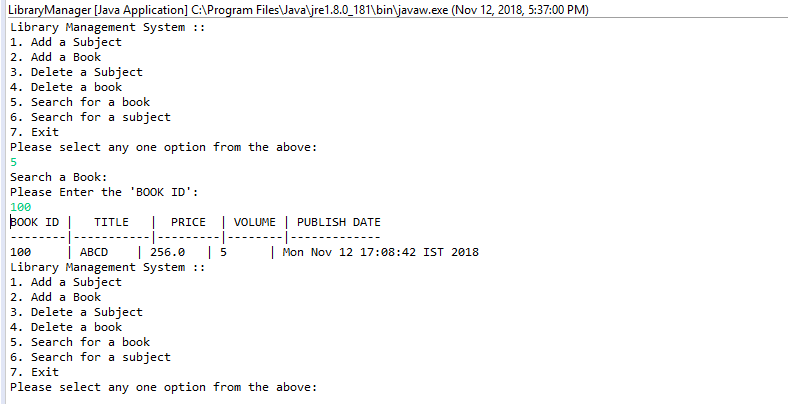 LibraryManager [Java Application] C:\Program Files\Java\jre1.8.0_181\bin\javaw.exe (Nov 12, 2018, 5:37:00 PM)
Library Management System ::
1. Add a Subject
2. Add a Book
3. Delete a Subject
4. Delete a book
5. Search for a book
6. Search for a subject
7. Exit
Please select any one option from the above:
5
Search a Book:
Please Enter the 'BOOK ID':
100
BOOK ID |   TITLE   |  PRICE  | VOLUME | PUBLISH DATE
--------|-----------|---------|--------|-------------
100     | ABCD    | 256.0   | 5      | Mon Nov 12 17:08:42 IST 2018
Library Management System ::
1. Add a Subject
2. Add a Book
3. Delete a Subject
4. Delete a book
5. Search for a book
6. Search for a subject
7. Exit
Please select any one option from the above: